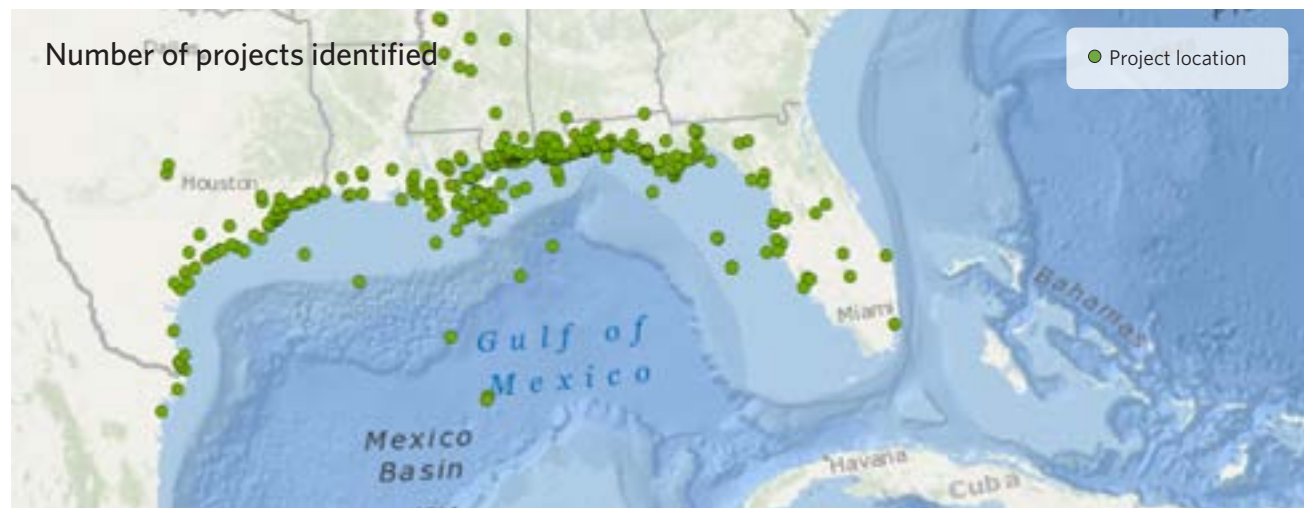 Number of projects identified
Project location
Houston
Miami
Bahamas
Gulf of
Mexico
Mexico
Basin
Havana
Cuba